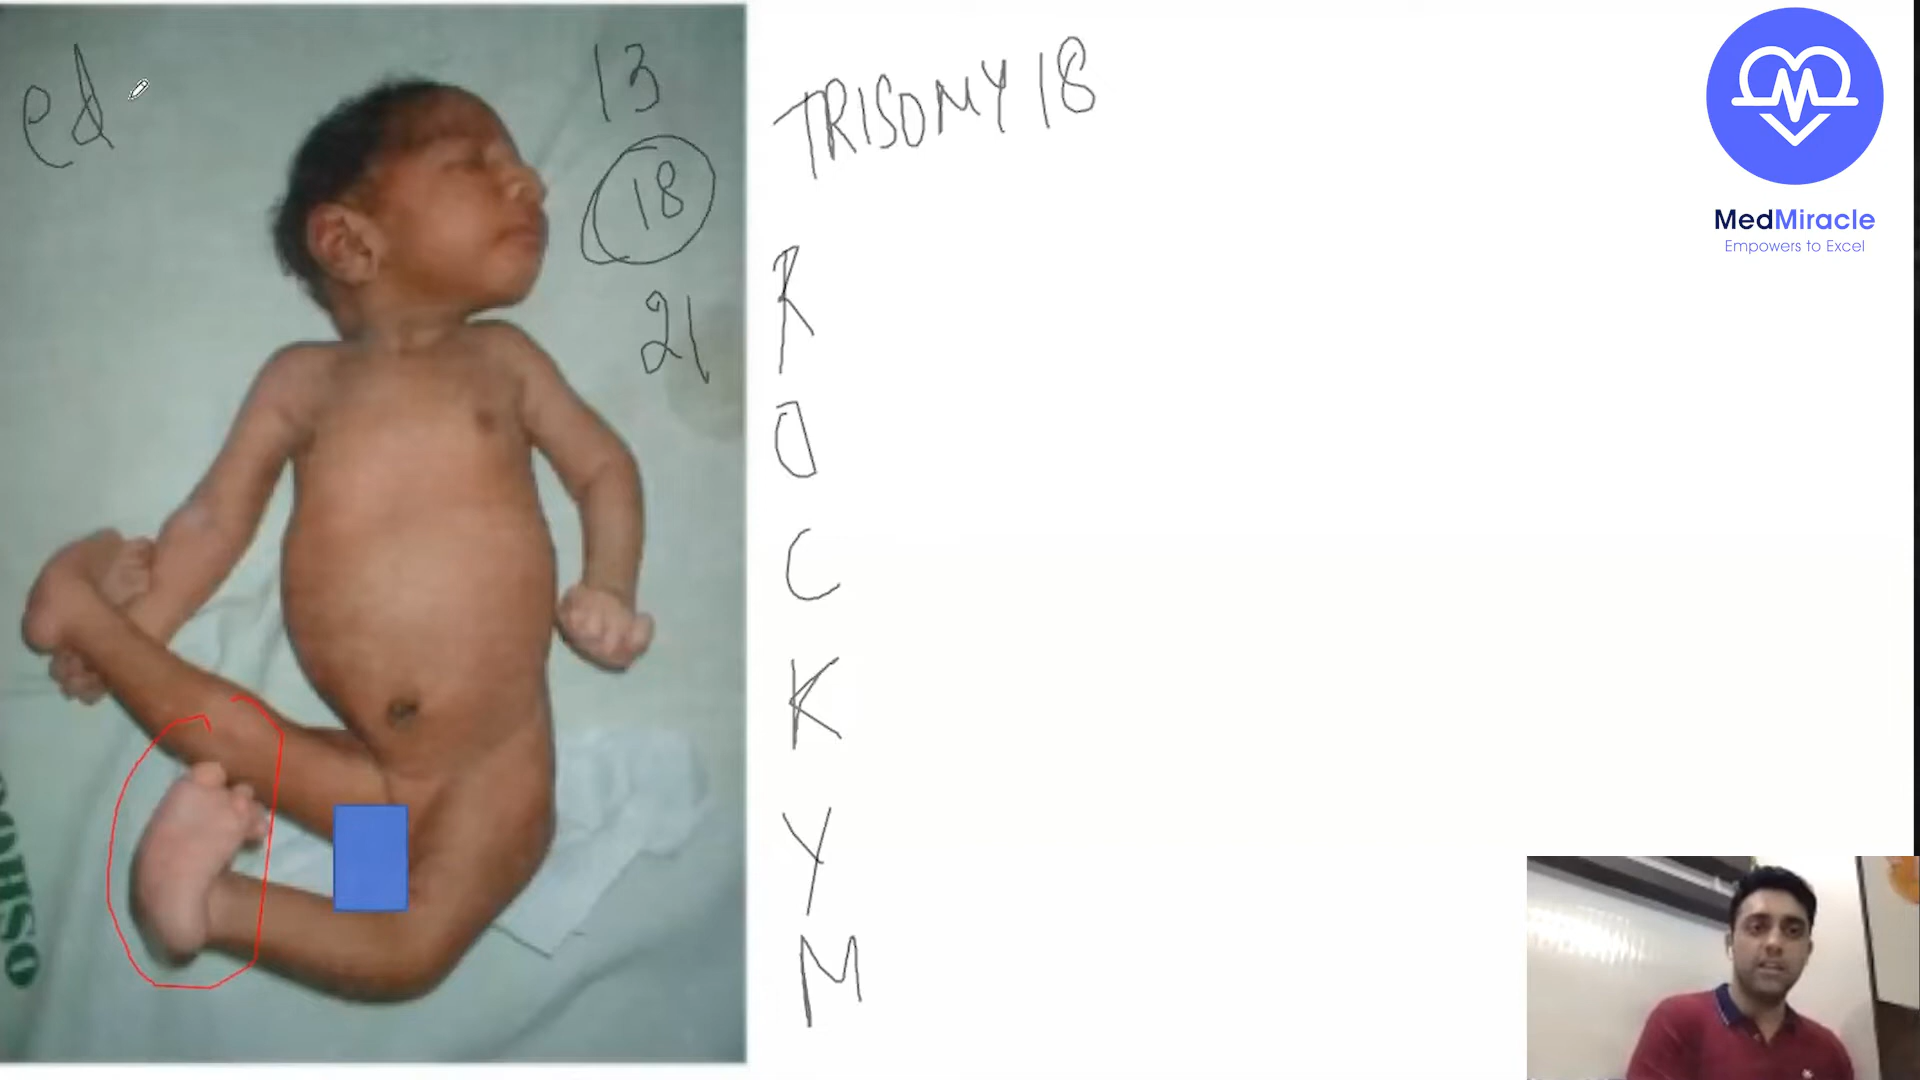 ed
13
18
21
TRISOMY 18
R
O
C
K
Y
M
MedMiracle
Empowers to Excel